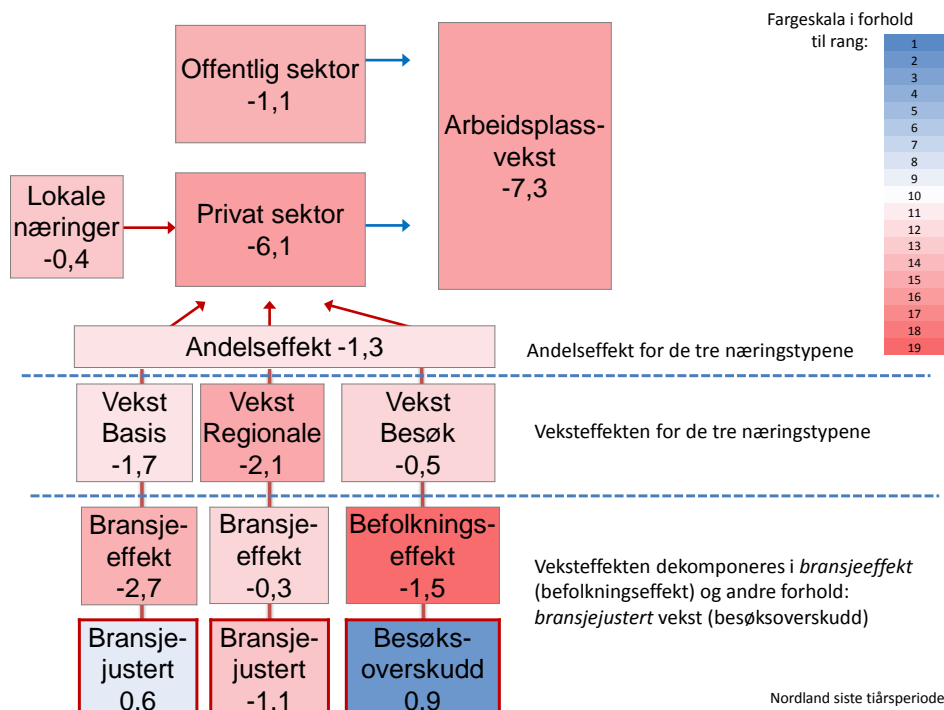 Fargeskala i forhold
til rang:
1
2
3
4
5
6
7
8
9
10
11
12
13
14
15
16
17
18
19
Offentlig sektor
-1,1
Arbeidsplass-
vekst
-7,3
Lokale
næringer
-0,4
Privat sektor
-6,1
Andelseffekt -1,3
Andelseffekt for de tre næringstypene
Vekst
Basis
-1,7
Vekst
Regionale
-2,1
Vekst
Besøk
-0,5
Veksteffekten for de tre næringstypene
Bransje-
effekt
-2,7
Bransje-
effekt
-0,3
Befolknings-
effekt
-1,5
Veksteffekten dekomponeres i bransjeeffekt
(befolkningseffekt) og andre forhold:
bransjejustert vekst (besøksoverskudd)
Bransje-
justert
0,6
Bransje-
justert
-1,1
Besøks-
overskudd
0,9
Nordland siste tiårsperiode